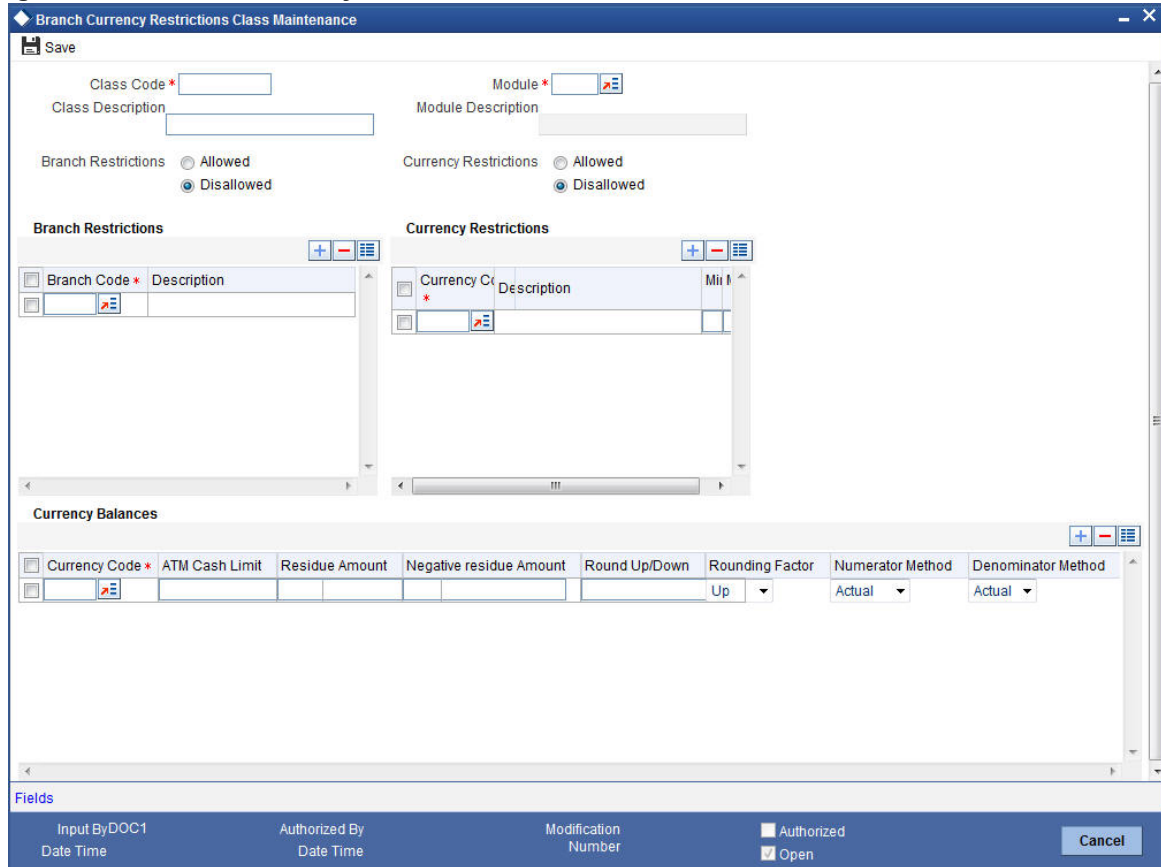 Branch Currency Restrictions Class Maintenance
Save
Class Code *
Module *
Class Description
Module Description
Branch Restrictions
Allowed
Disallowed
Currency Restrictions
Allowed
Disallowed
Branch Restrictions
Currency Restrictions
Branch Code * Description
Currency Co * Description
Currency Balances
Currency Code * ATM Cash Limit Residue Amount Negative residue Amount Round Up/Down Rounding Factor Numerator Method Denominator Method
Up Actual Actual
Fields
Input By DOC1 Authorized By Modification Number Authorized
Date Time Date Time Open
Cancel